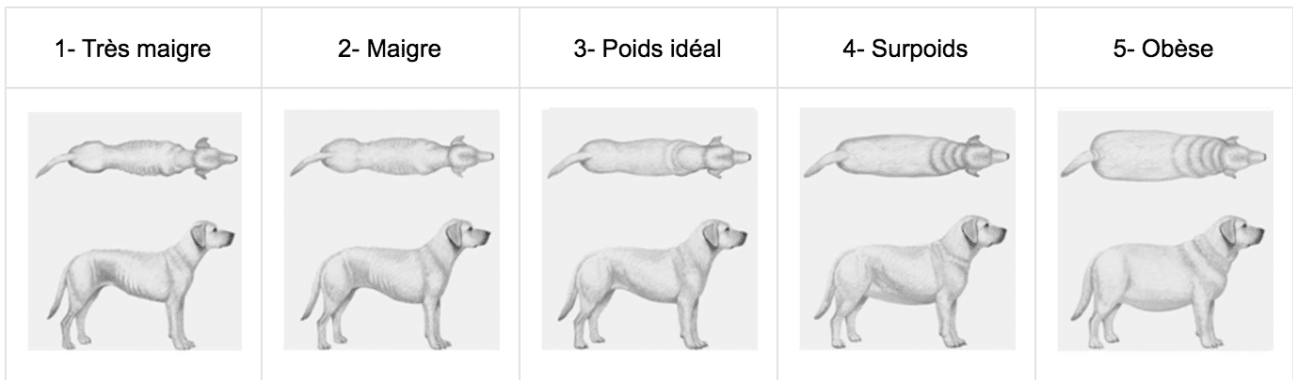 1- Très maigre
2- Maigre
3- Poids idéal
4- Surpoids
5- Obèse